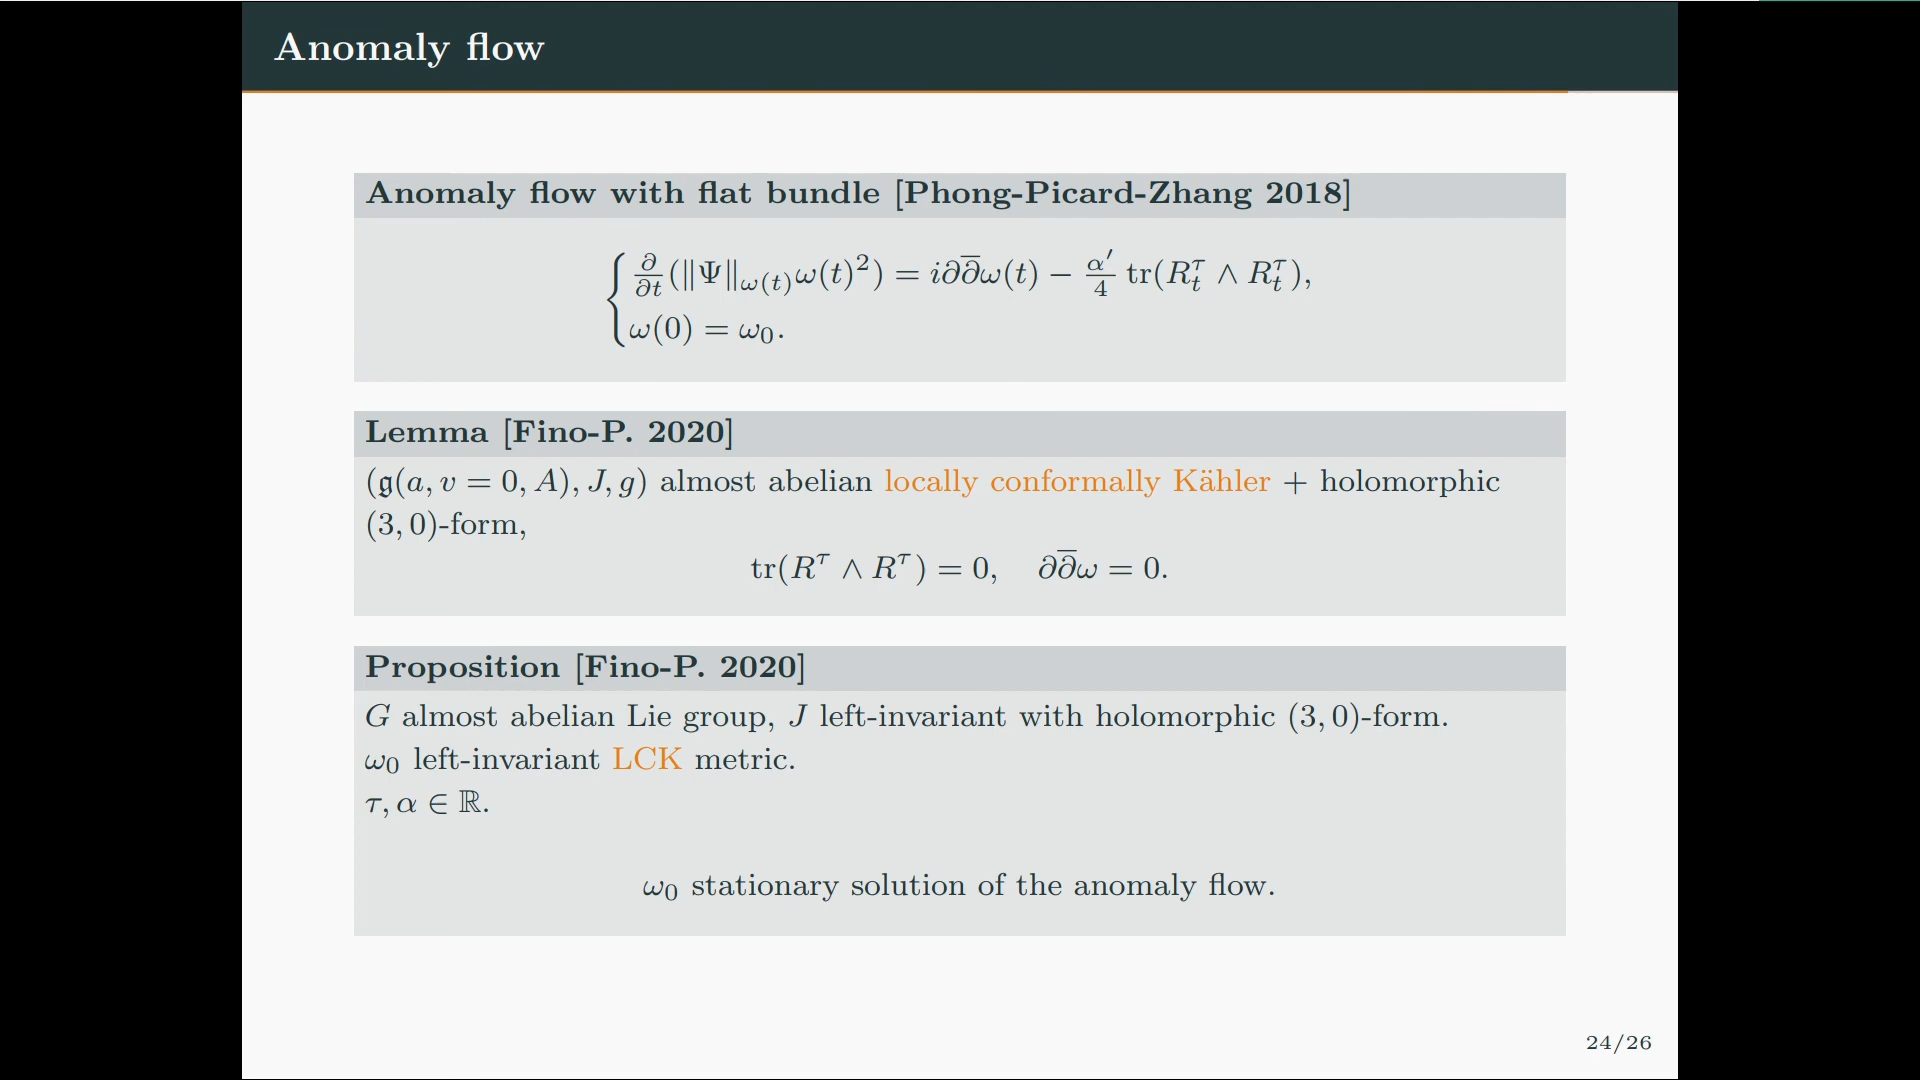 Anomaly flow
Anomaly flow with flat bundle [Phong-Picard-Zhang 2018]
{ ∂/∂t (‖Ψ‖_{ω(t)} ω(t)²) = i∂∂̅ω(t) − α′/4 tr(R_t^τ ∧ R_t^τ),
ω(0) = ω₀.
Lemma [Fino-P. 2020]
(𝔤(a, v = 0, A), J, g) almost abelian locally conformally Kähler + holomorphic
(3, 0)-form,
tr(R^τ ∧ R^τ) = 0, ∂∂̅ω = 0.
Proposition [Fino-P. 2020]
G almost abelian Lie group, J left-invariant with holomorphic (3, 0)-form.
ω₀ left-invariant LCK metric.
τ, α ∈ ℝ.
ω₀ stationary solution of the anomaly flow.
24/26